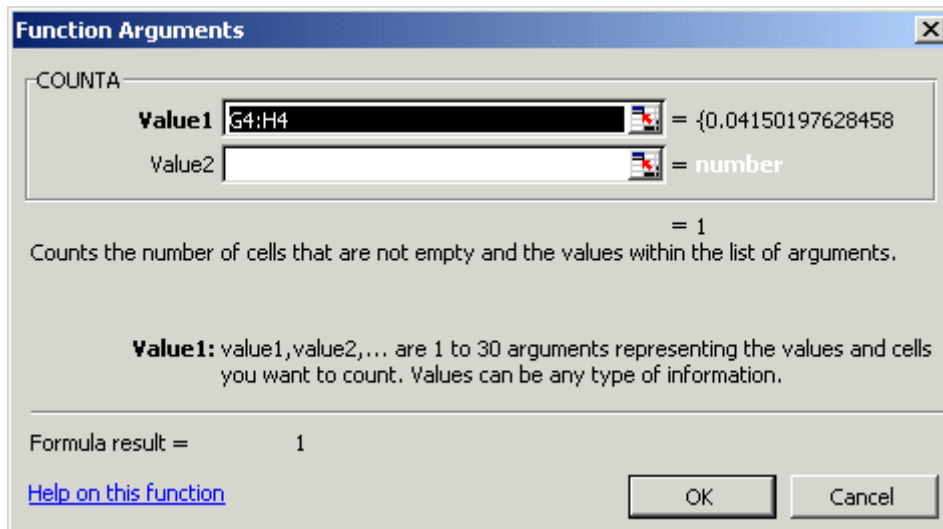 Function Arguments
COUNTA
Value1 G4:H4 = {0.04150197628458
Value2 = number
= 1
Counts the number of cells that are not empty and the values within the list of arguments.
Value1: value1,value2,... are 1 to 30 arguments representing the values and cells
you want to count. Values can be any type of information.
Formula result = 1
Help on this function OK Cancel